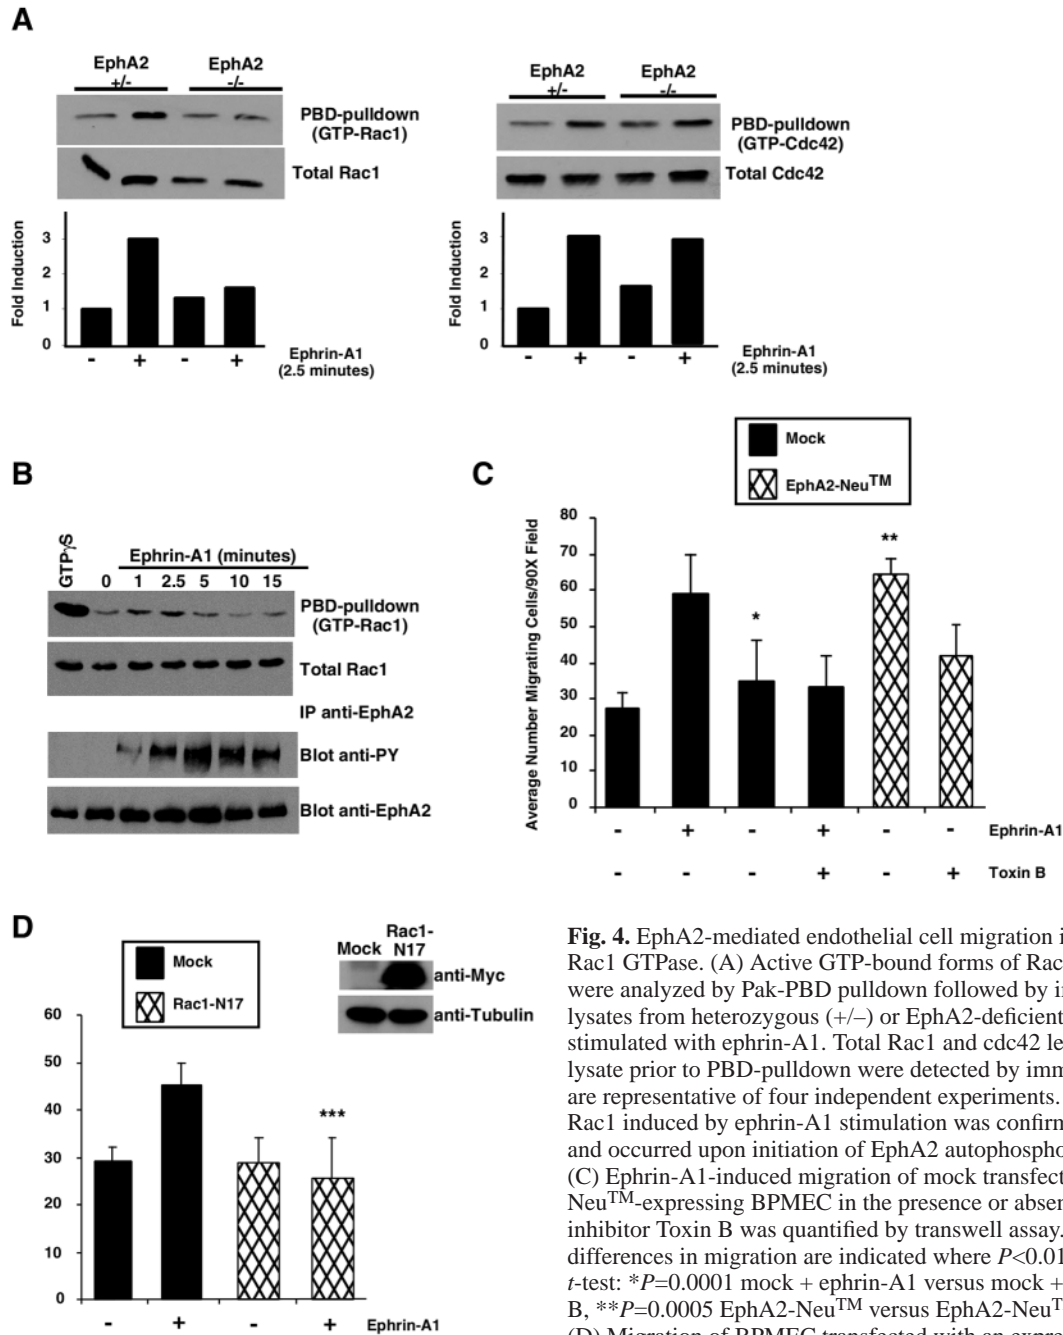 A
EphA2 +/-
EphA2 -/-
PBD-pulldown (GTP-Rac1)
Total Rac1
Fold Induction
3
2
1
0
- + - +
Ephrin-A1 (2.5 minutes)
EphA2 +/-
EphA2 -/-
PBD-pulldown (GTP-Cdc42)
Total Cdc42
Fold Induction
3
2
1
0
- + - +
Ephrin-A1 (2.5 minutes)
B
GTPγS
Ephrin-A1 (minutes)
0 1 2.5 5 10 15
PBD-pulldown (GTP-Rac1)
Total Rac1
IP anti-EphA2
Blot anti-PY
Blot anti-EphA2
C
Mock
EphA2-Neu™
Average Number Migrating Cells/90X Field
80
70
60
50
40
30
20
10
0
*
**
- + - + - - Ephrin-A1
- - - + - + Toxin B
D
Mock
Rac1-N17
Mock Rac1-N17
anti-Myc
anti-Tubulin
60
50
40
30
20
10
0
***
- + - + Ephrin-A1
Fig. 4. EphA2-mediated endothelial cell migration i
Rac1 GTPase. (A) Active GTP-bound forms of Rac
were analyzed by Pak-PBD pulldown followed by i
lysates from heterozygous (+/–) or EphA2-deficient
stimulated with ephrin-A1. Total Rac1 and cdc42 le
lysate prior to PBD-pulldown were detected by imm
are representative of four independent experiments.
Rac1 induced by ephrin-A1 stimulation was confirm
and occurred upon initiation of EphA2 autophospho
(C) Ephrin-A1-induced migration of mock transfect
Neu™-expressing BPMEC in the presence or absen
inhibitor Toxin B was quantified by transwell assay.
differences in migration are indicated where P<0.01
t-test: *P=0.0001 mock + ephrin-A1 versus mock +
B, **P=0.0005 EphA2-Neu™ versus EphA2-Neu™
(D) Migration of BPMEC transfected with an expres